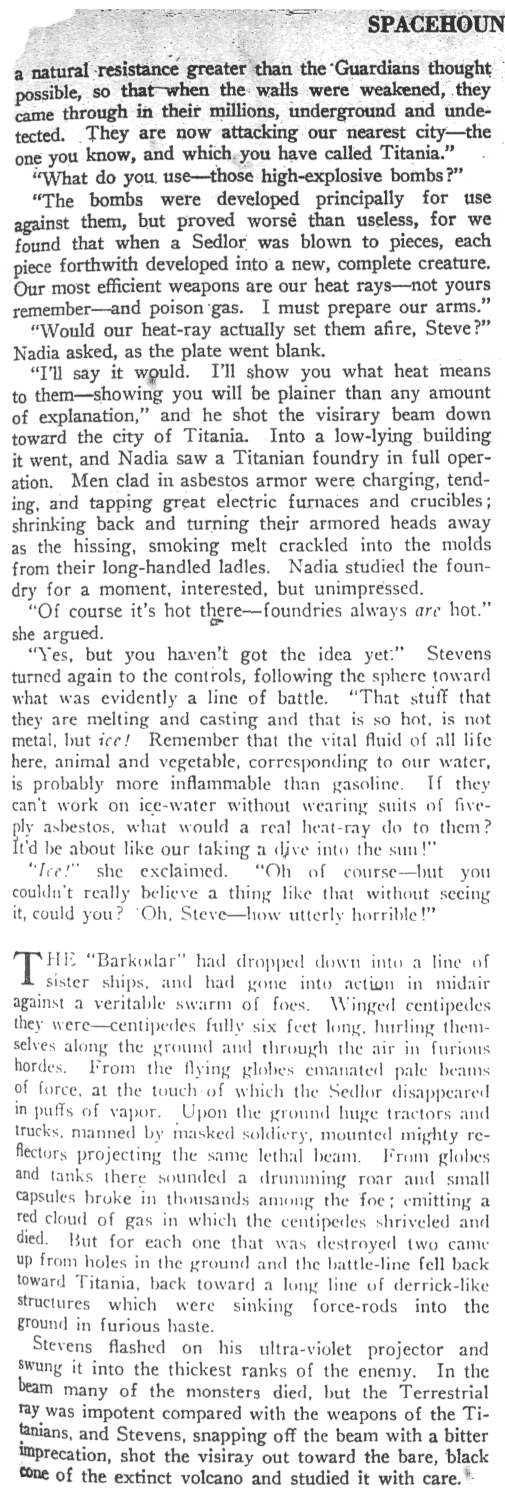 SPACEHOUN
a natural resistance greater than the Guardians thought
possible, so that when the walls were weakened, they
came through in their millions, underground and unde-
tected. They are now attacking our nearest city—the
one you know, and which you have called Titania.”
“What do you use—those high-explosive bombs?”
“The bombs were developed principally for use
against them, but proved worse than useless, for we
found that when a Sedlor was blown to pieces, each
piece forthwith developed into a new, complete creature.
Our most efficient weapons are our heat rays—not yours
remember—and poison gas. I must prepare our arms.”
“Would our heat-ray actually set them afire, Steve?”
Nadia asked, as the plate went blank.
“I'll say it would. I'll show you what heat means
to them—showing you will be plainer than any amount
of explanation,” and he shot the visirary beam down
toward the city of Titania. Into a low-lying building
it went, and Nadia saw a Titanian foundry in full oper-
ation. Men clad in asbestos armor were charging, tend-
ing, and tapping great electric furnaces and crucibles;
shrinking back and turning their armored heads away
as the hissing, smoking melt crackled into the molds
from their long-handled ladles. Nadia studied the foun-
dry for a moment, interested, but unimpressed.
“Of course it's hot there—foundries always are hot.”
she argued.
“Yes, but you haven't got the idea yet.” Stevens
turned again to the controls, following the sphere toward
what was evidently a line of battle. “That stuff that
they are melting and casting and that is so hot, is not
metal, but ice! Remember that the vital fluid of all life
here, animal and vegetable, corresponding to our water,
is probably more inflammable than gasoline. If they
can't work on ice-water without wearing suits of five-
ply asbestos, what would a real heat-ray do to them?
It'd be about like our taking a dive into the sun!”
“Ice!” she exclaimed. “Oh of course—but you
couldn't really believe a thing like that without seeing
it, could you? Oh, Steve—how utterly horrible!”
THE “Barkodar” had dropped down into a line of
sister ships, and had gone into action in midair
against a veritable swarm of foes. Winged centipedes
they were—centipedes fully six feet long, hurling them-
selves along the ground and through the air in furious
hordes. From the flying globes emanated pale beams
of force, at the touch of which the Sedlor disappeared
in puffs of vapor. Upon the ground huge tractors and
trucks, manned by masked soldiery, mounted mighty re-
flectors projecting the same lethal beam. From globes
and tanks there sounded a drumming roar and small
capsules broke in thousands among the foe; emitting a
red cloud of gas in which the centipedes shriveled and
died. But for each one that was destroyed two came
up from holes in the ground and the battle-line fell back
toward Titania, back toward a long line of derrick-like
structures which were sinking force-rods into the
ground in furious haste.
Stevens flashed on his ultra-violet projector and
swung it into the thickest ranks of the enemy. In the
beam many of the monsters died, but the Terrestrial
ray was impotent compared with the weapons of the Ti-
tanians, and Stevens, snapping off the beam with a bitter
imprecation, shot the visiray out toward the bare, black
cone of the extinct volcano and studied it with care.